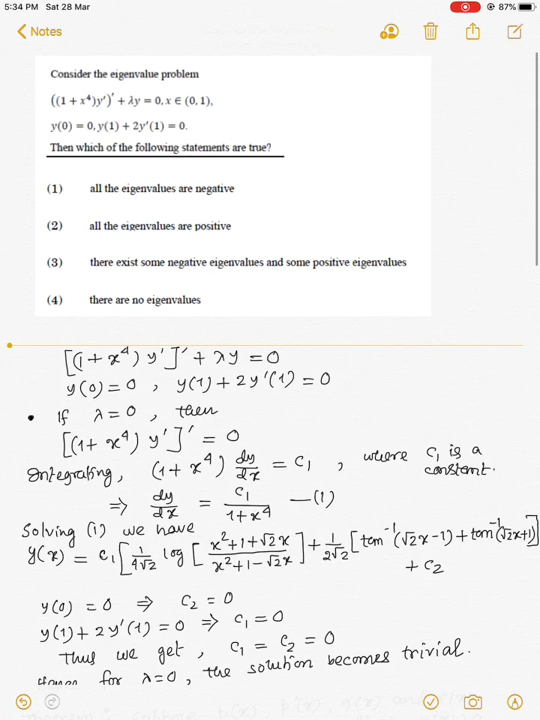 5:34 PM Sat 28 Mar 87%
Notes
Consider the eigenvalue problem
((1 + x⁴)y′)′ + λy = 0, x ∈ (0, 1),
y(0) = 0, y(1) + 2y′(1) = 0.
Then which of the following statements are true?
(1) all the eigenvalues are negative
(2) all the eigenvalues are positive
(3) there exist some negative eigenvalues and some positive eigenvalues
(4) there are no eigenvalues
[(1 + x⁴) y′]′ + λy = 0
y(0) = 0, y(1) + 2y′(1) = 0
• If λ = 0, then
[(1 + x⁴) y′]′ = 0
Integrating, (1 + x⁴) dy/dx = c₁, where c₁ is a constant.
⇒ dy/dx = c₁/(1 + x⁴) —(1)
Solving (1) we have
y(x) = c₁[1/(4√2) log [(x² + 1 + √2x)/(x² + 1 − √2x)] + 1/(2√2) [tan⁻¹(√2x − 1) + tan⁻¹(√2x + 1)]
+ c₂
y(0) = 0 ⇒ c₂ = 0
y(1) + 2y′(1) = 0 ⇒ c₁ = 0
Thus we get, c₁ = c₂ = 0
for λ = 0, the solution becomes trivial.